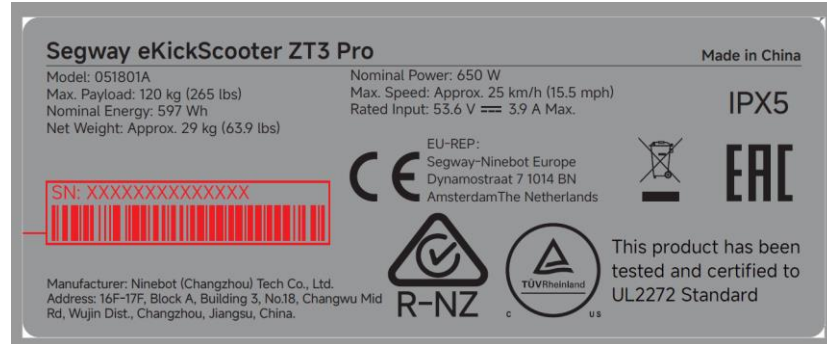 Segway eKickScooter ZT3 Pro
Made in China
Model: 051801A
Max. Payload: 120 kg (265 lbs)
Nominal Energy: 597 Wh
Net Weight: Approx. 29 kg (63.9 lbs)
Nominal Power: 650 W
Max. Speed: Approx. 25 km/h (15.5 mph)
Rated Input: 53.6 V ⎓ 3.9 A Max.
IPX5
SN: XXXXXXXXXXXXXX
CE
EU-REP:
Segway-Ninebot Europe
Dynamostraat 7 1014 BN
AmsterdamThe Netherlands
EAC
Manufacturer: Ninebot (Changzhou) Tech Co., Ltd.
Address: 16F-17F, Block A, Building 3, No.18, Changwu Mid
Rd, Wujin Dist., Changzhou, Jiangsu, China.
R-NZ
TÜVRheinland
c us
This product has been
tested and certified to
UL2272 Standard